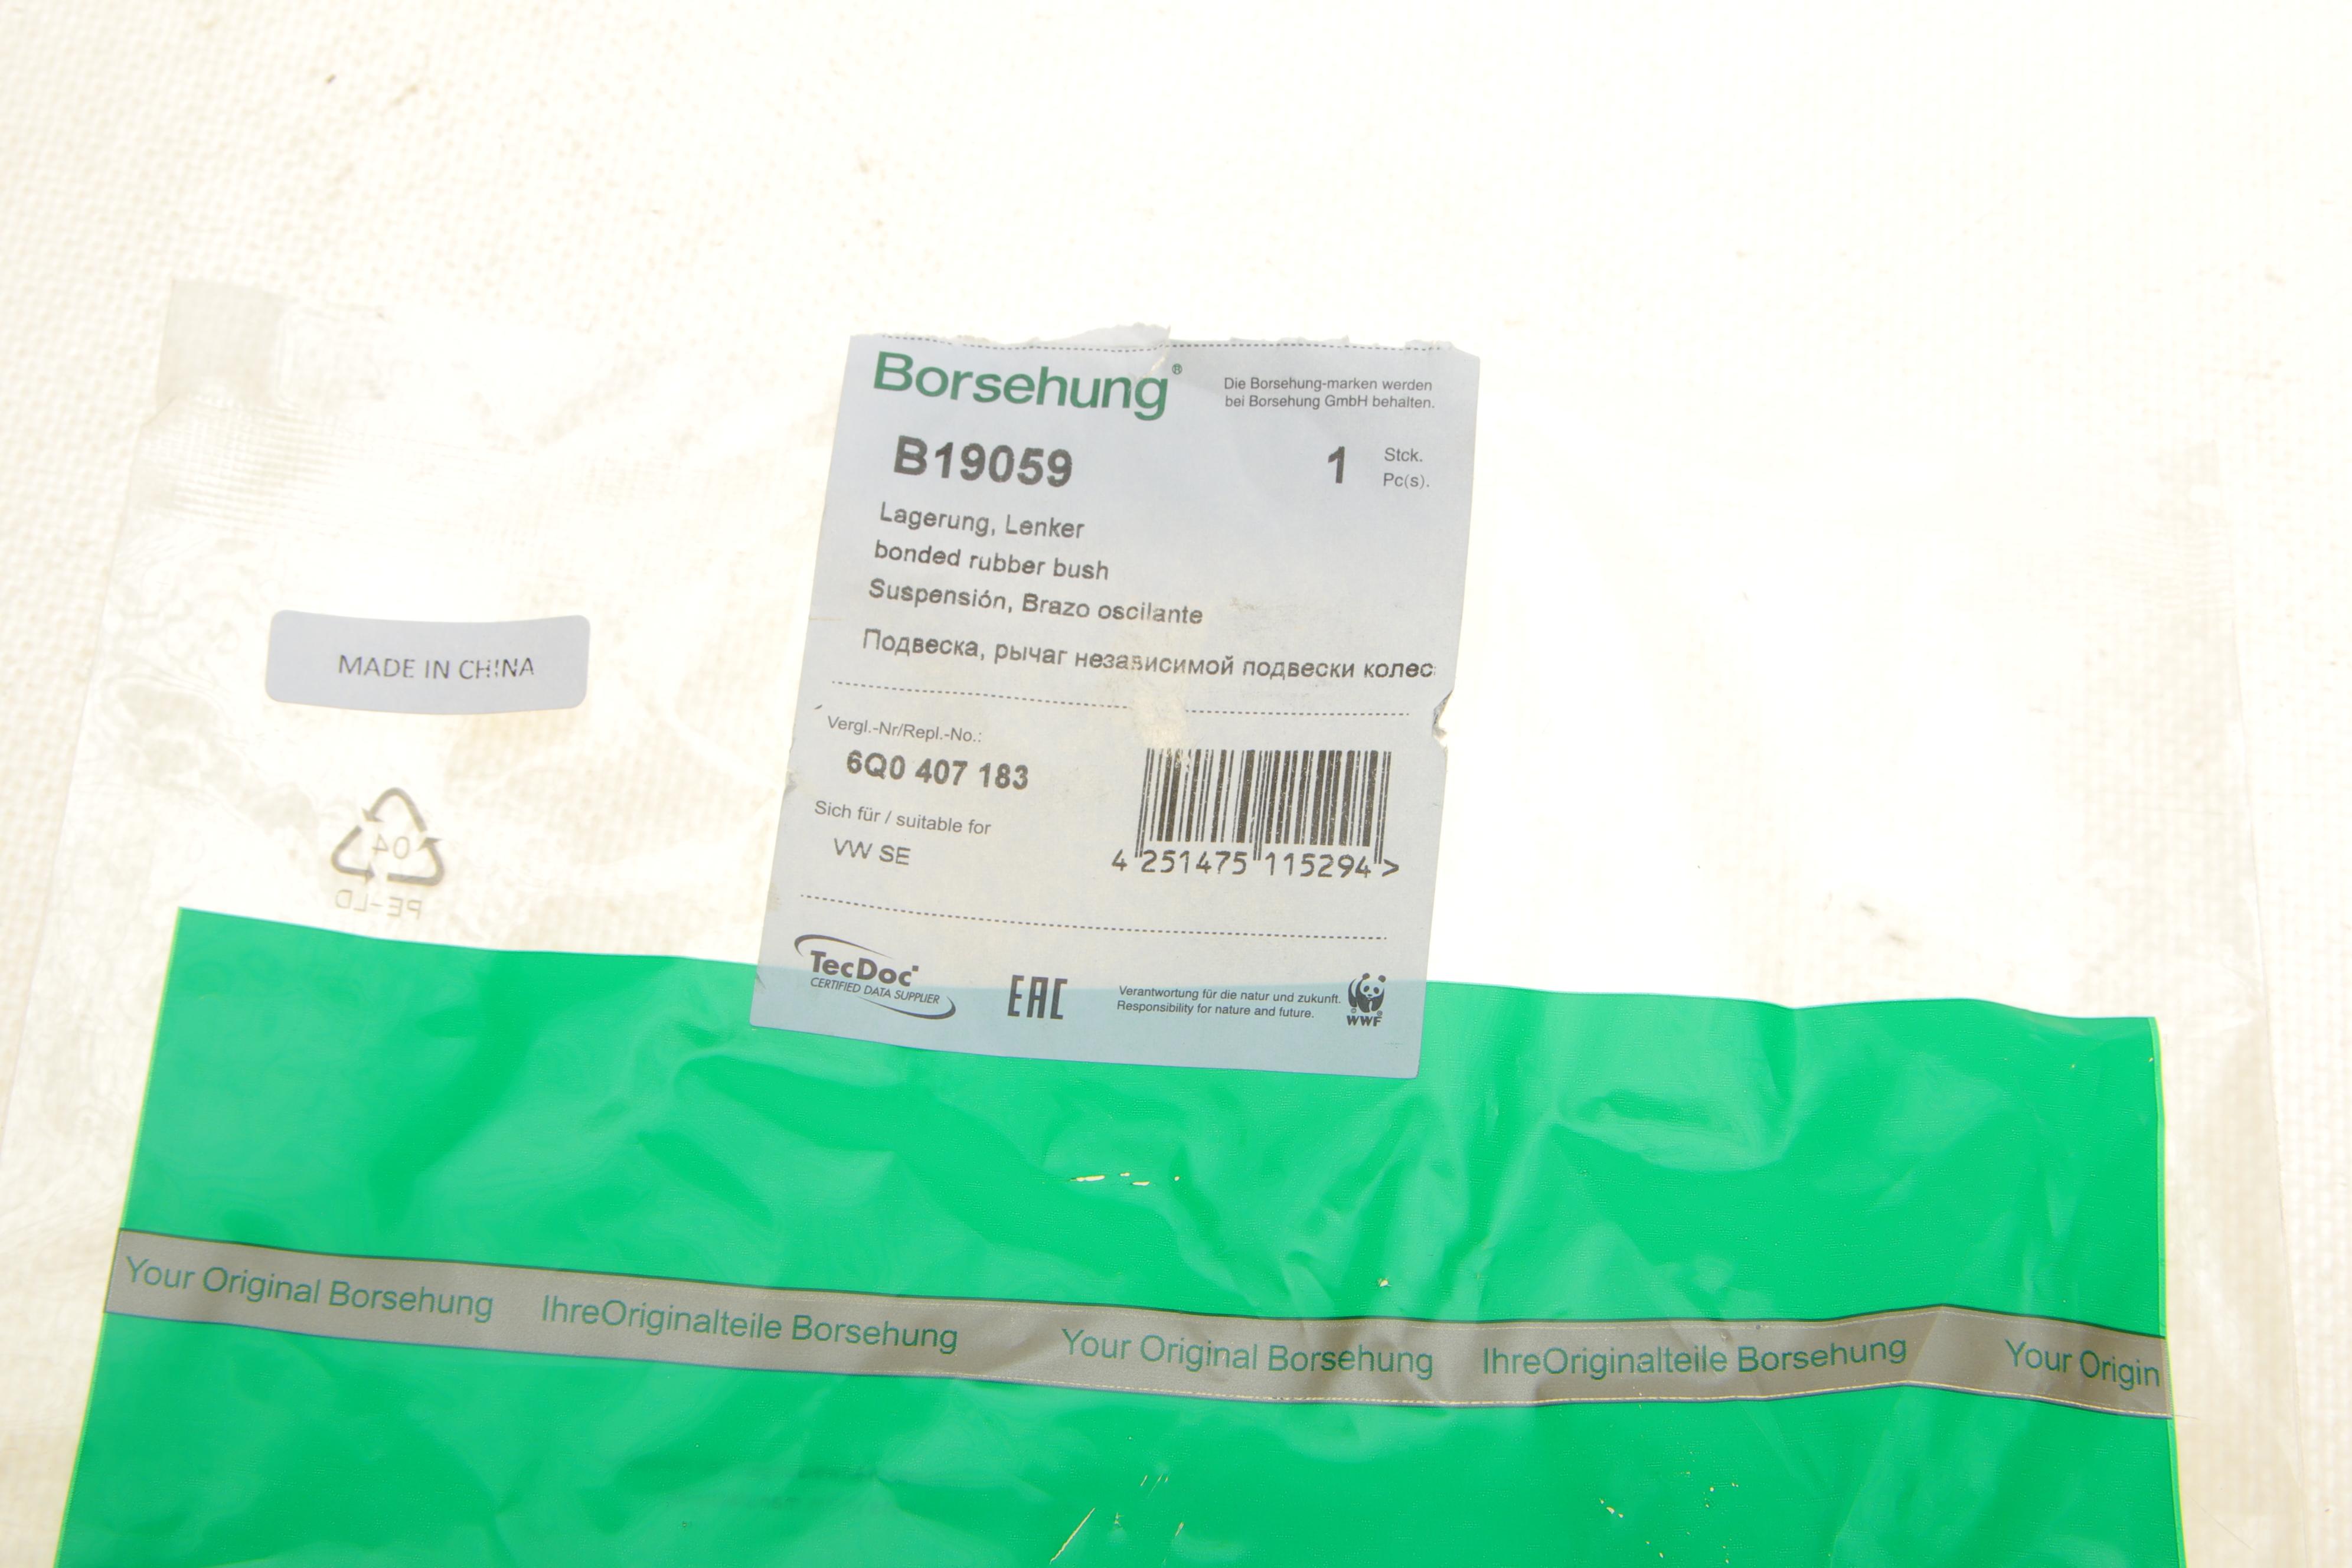 Borsehung®
Die Borsehung-marken werden
bei Borsehung GmbH behalten.
B19059
1 Stck.
Pc(s).
Lagerung, Lenker
bonded rubber bush
Suspensión, Brazo oscilante
Подвеска, рычаг независимой подвески колес
MADE IN CHINA
Vergl.-Nr/Repl.-No.:
6Q0 407 183
Sich für / suitable for
VW SE
4 251475 115294 >
04
PE-LD
TecDoc
CERTIFIED DATA SUPPLIER
EAC
Verantwortung für die natur und zukunft.
Responsibility for nature and future.
WWF
Your Original Borsehung IhreOriginalteile Borsehung Your Original Borsehung IhreOriginalteile Borsehung Your Origin